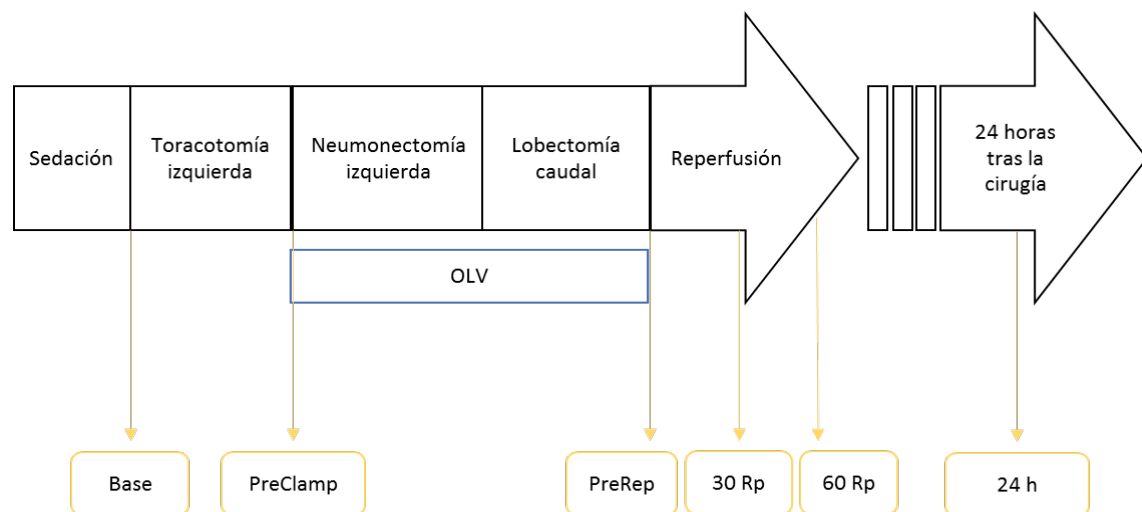 Sedación
Toracotomía
izquierda
Neumonectomía
izquierda
Lobectomía
caudal
Reperfusión
24 horas
tras la
cirugía
OLV
Base
PreClamp
PreRep
30 Rp
60 Rp
24 h